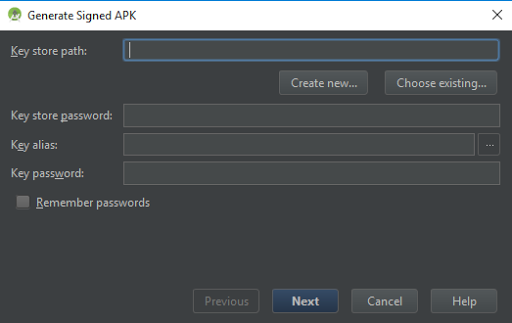 Generate Signed APK
Key store path:
Create new... Choose existing...
Key store password:
Key alias:
...
Key password:
Remember passwords
Previous Next Cancel Help